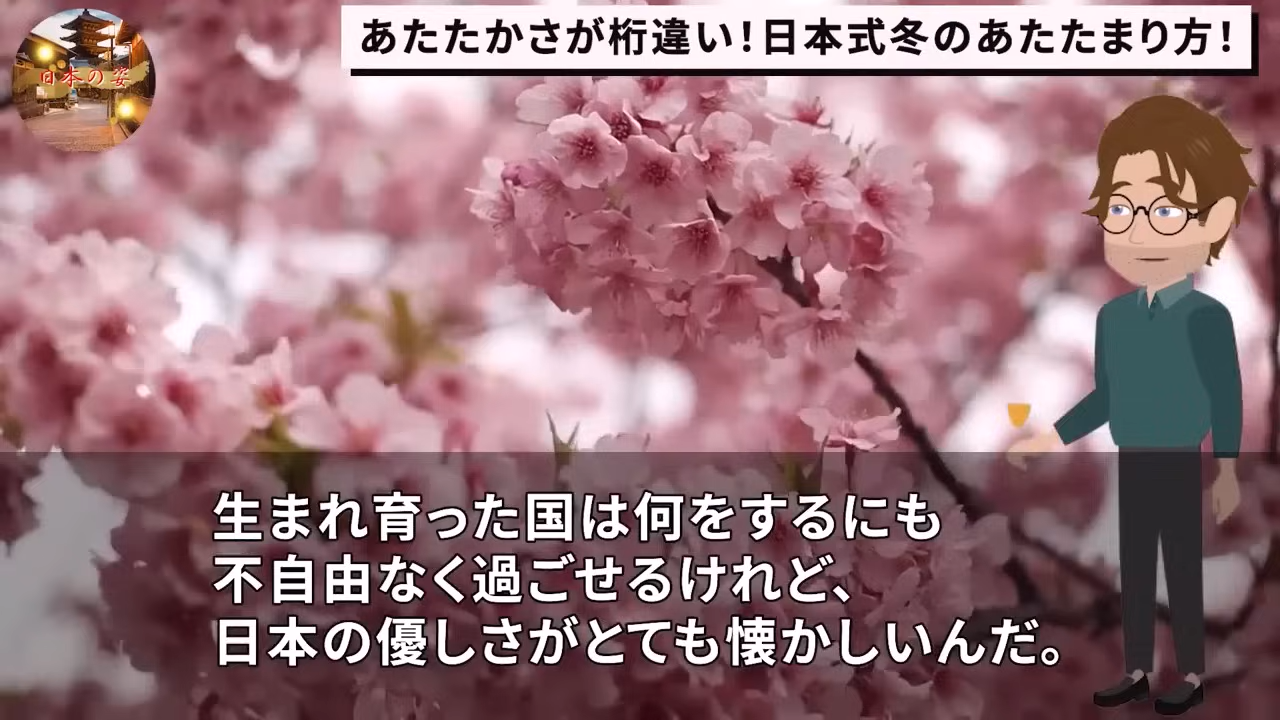 あたたかさが桁違い！日本式冬のあたたまり方！
日本の姿
生まれ育った国は何をするにも
不自由なく過ごせるけれど、
日本の優しさがとても懐かしいんだ。